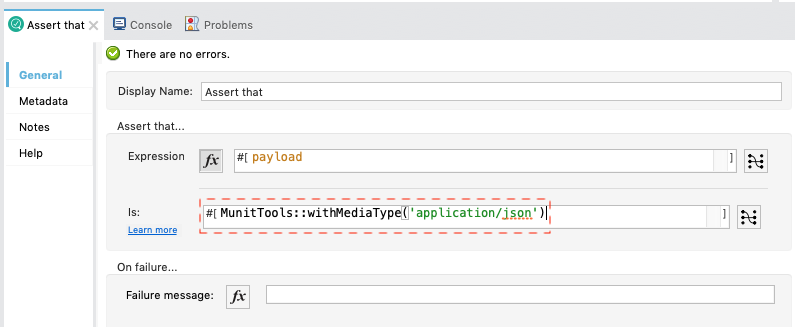 Assert that Console Problems
There are no errors.
General
Metadata
Notes
Help
Display Name: Assert that
Assert that...
Expression fx #[ payload ]
Is: #[ MunitTools::withMediaType('application/json') ]
Learn more
On failure...
Failure message: fx